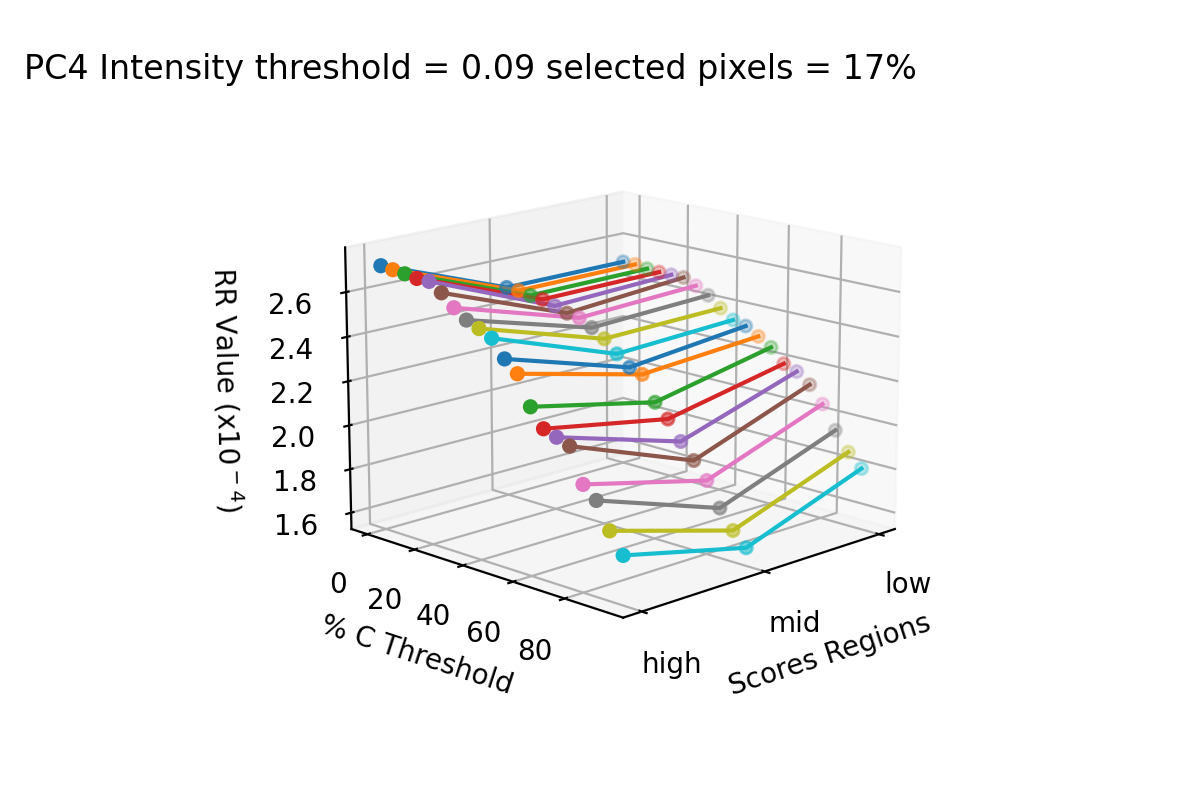 PC4 Intensity threshold = 0.09 selected pixels = 17%
RR Value (x10⁻⁴)
2.6
2.4
2.2
2.0
1.8
1.6
0
20
40
60
80
% C Threshold
high
mid
low
Scores Regions